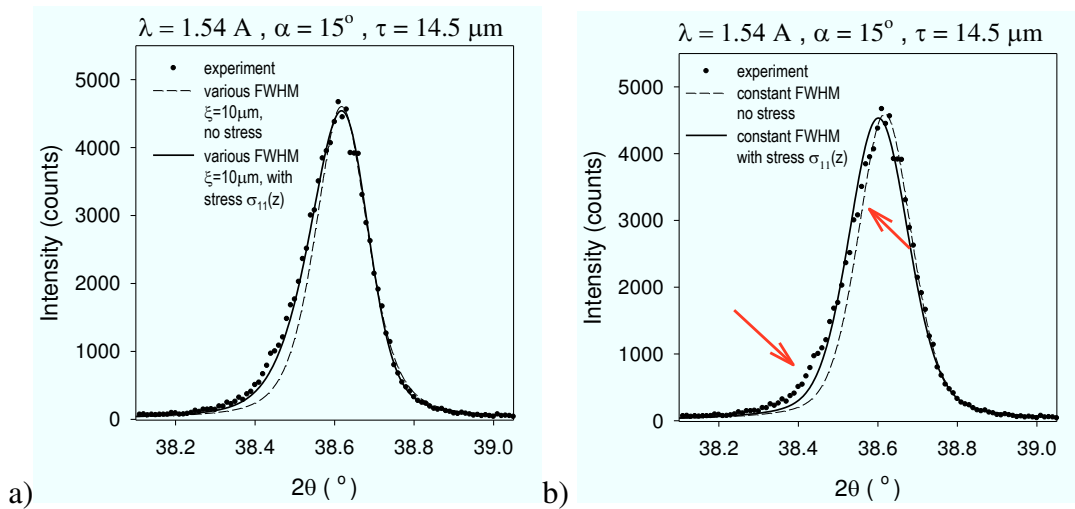 λ = 1.54 A , α = 15° , τ = 14.5 μm
5000
4000
3000
2000
1000
0
Intensity (counts)
experiment
various FWHM
ξ=10μm,
no stress
various FWHM
ξ=10μm, with
stress σ₁₁(z)
38.2
38.4
38.6
38.8
39.0
2θ ( ° )
a)
λ = 1.54 A , α = 15° , τ = 14.5 μm
5000
4000
3000
2000
1000
0
Intensity (counts)
experiment
constant FWHM
no stress
constant FWHM
with stress σ₁₁(z)
38.2
38.4
38.6
38.8
39.0
2θ ( ° )
b)